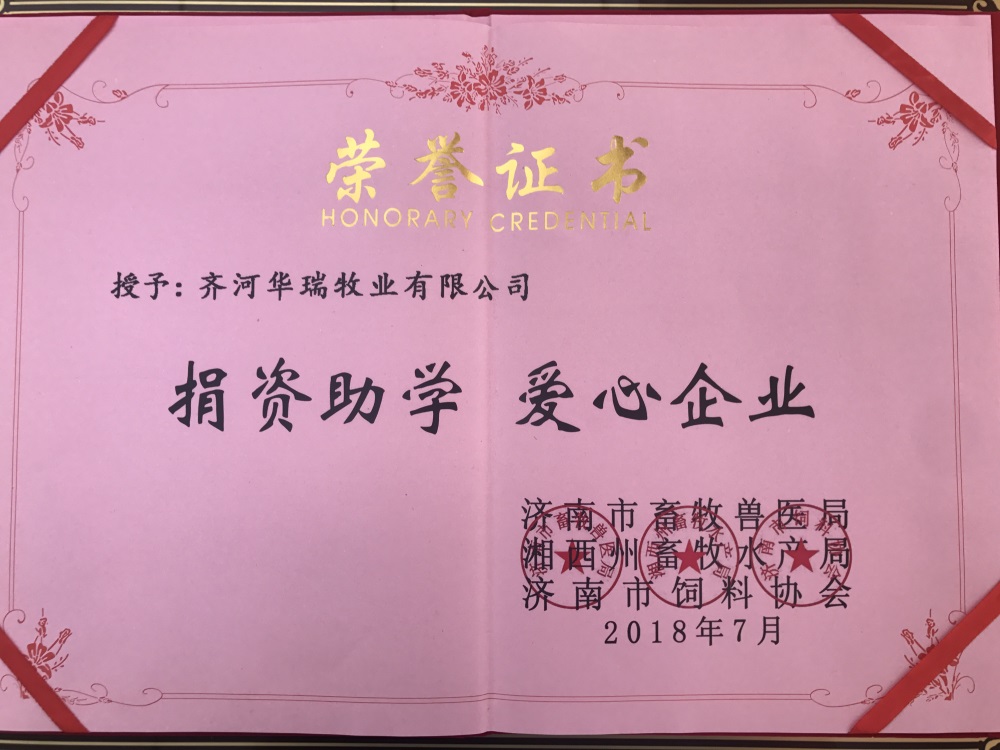 荣誉证书
HONORARY CREDENTIAL
授予：齐河华瑞牧业有限公司
捐资助学 爱心企业
济南市畜牧兽医局
湘西州畜牧水产局
济南市饲料协会
2018年7月